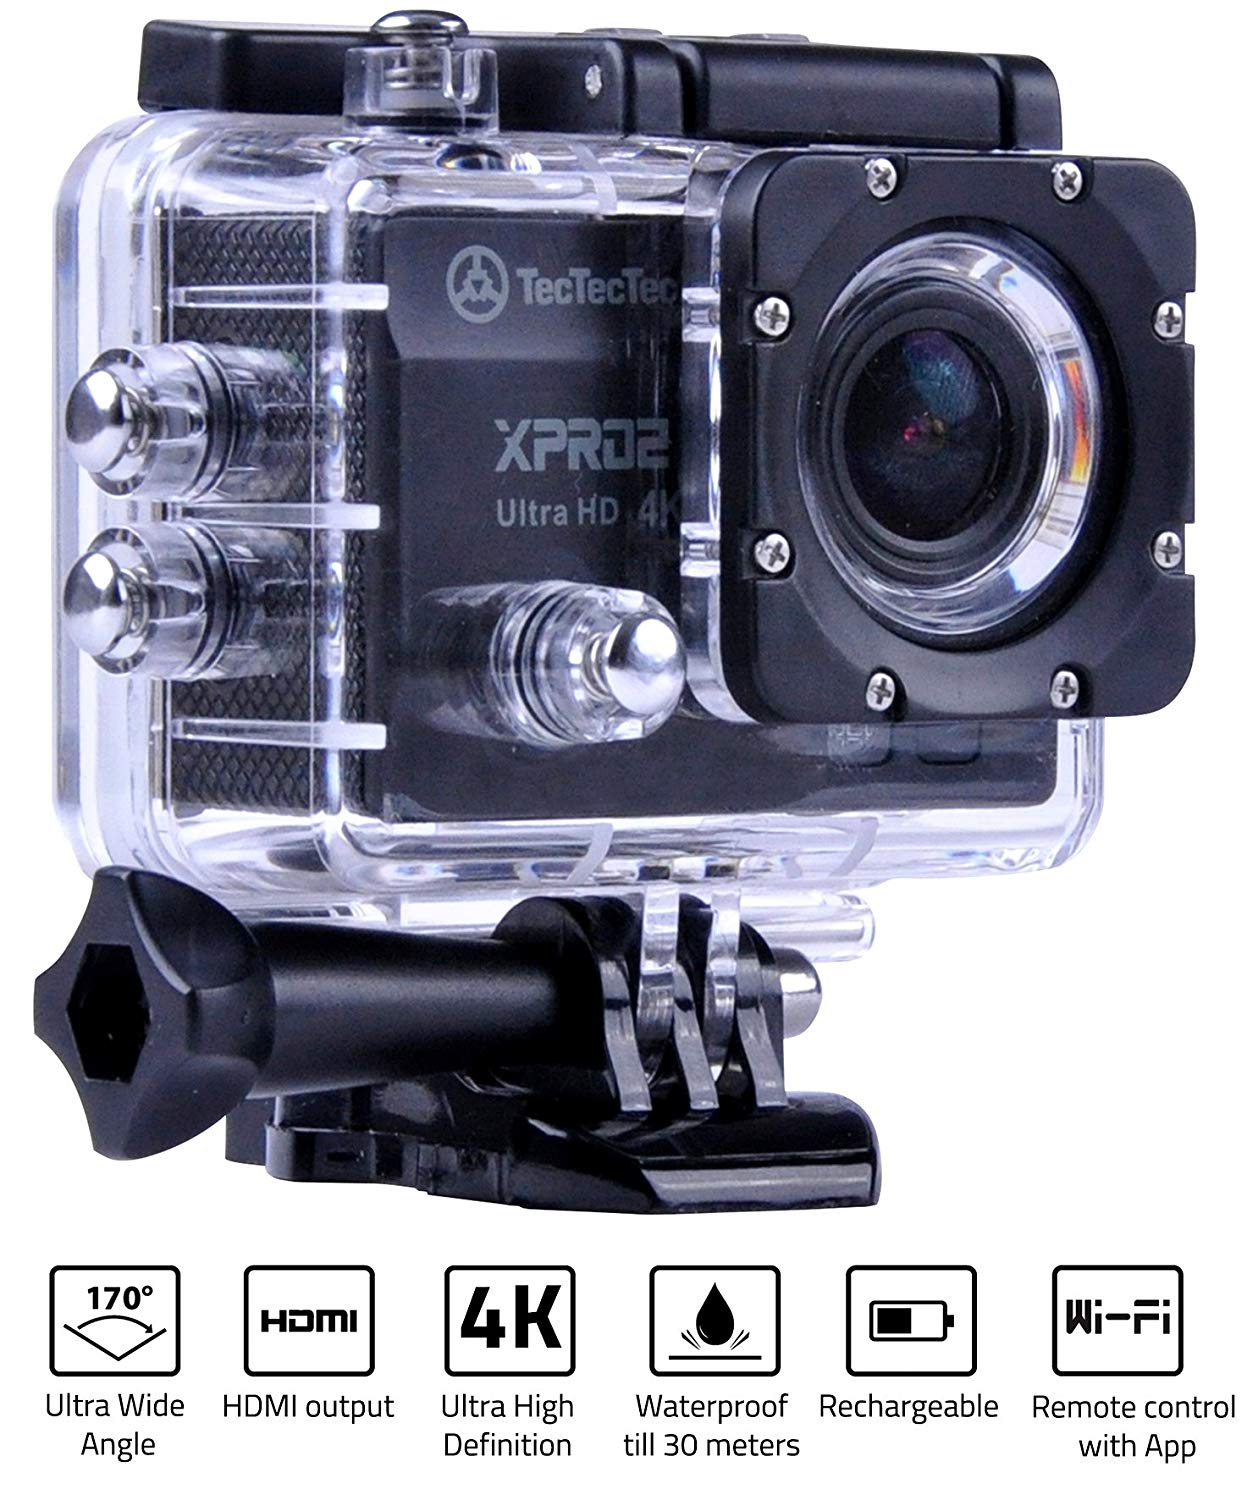 TecTecTec
XPRO2
Ultra HD 4K
170°
Ultra Wide
Angle
HDMI
HDMI output
4K
Ultra High
Definition
Waterproof
till 30 meters
Rechargeable
Wi-Fi
Remote control
with App